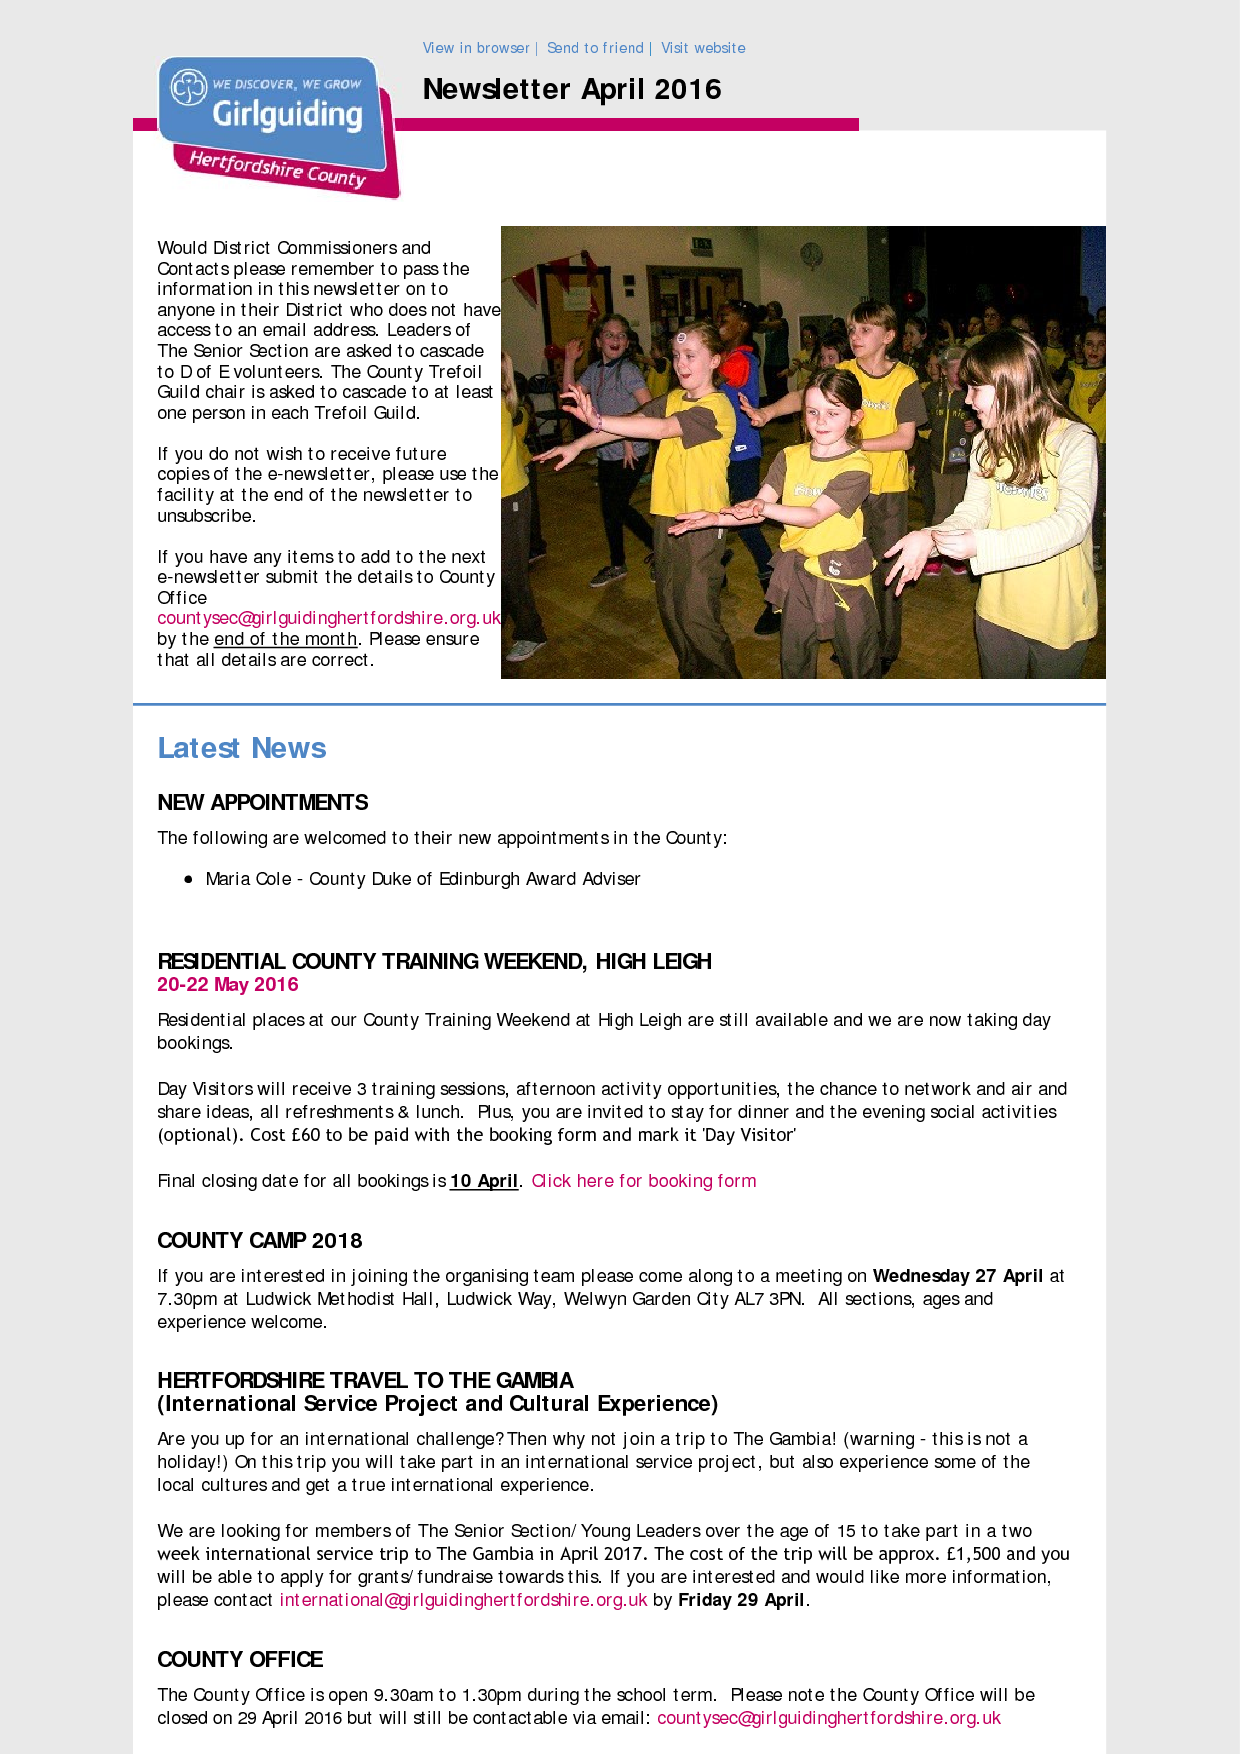 View in browser | Send to friend | Visit website
Newsletter April 2016
WE DISCOVER, WE GROW
Girlguiding
Hertfordshire County
Would District Commissioners and
Contacts please remember to pass the
information in this newsletter on to
anyone in their District who does not have
access to an email address. Leaders of
The Senior Section are asked to cascade
to D of E volunteers. The County Trefoil
Guild chair is asked to cascade to at least
one person in each Trefoil Guild.
If you do not wish to receive future
copies of the e-newsletter, please use the
facility at the end of the newsletter to
unsubscribe.
If you have any items to add to the next
e-newsletter submit the details to County
Office
countysec@girlguidinghertfordshire.org.uk
by the end of the month. Please ensure
that all details are correct.
Latest News
NEW APPOINTMENTS
The following are welcomed to their new appointments in the County:
• Maria Cole - County Duke of Edinburgh Award Adviser
RESIDENTIAL COUNTY TRAINING WEEKEND, HIGH LEIGH
20-22 May 2016
Residential places at our County Training Weekend at High Leigh are still available and we are now taking day
bookings.
Day Visitors will receive 3 training sessions, afternoon activity opportunities, the chance to network and air and
share ideas, all refreshments & lunch. Plus, you are invited to stay for dinner and the evening social activities
(optional). Cost £60 to be paid with the booking form and mark it 'Day Visitor'
Final closing date for all bookings is 10 April. Click here for booking form
COUNTY CAMP 2018
If you are interested in joining the organising team please come along to a meeting on Wednesday 27 April at
7.30pm at Ludwick Methodist Hall, Ludwick Way, Welwyn Garden City AL7 3PN. All sections, ages and
experience welcome.
HERTFORDSHIRE TRAVEL TO THE GAMBIA
(International Service Project and Cultural Experience)
Are you up for an international challenge? Then why not join a trip to The Gambia! (warning - this is not a
holiday!) On this trip you will take part in an international service project, but also experience some of the
local cultures and get a true international experience.
We are looking for members of The Senior Section/ Young Leaders over the age of 15 to take part in a two
week international service trip to The Gambia in April 2017. The cost of the trip will be approx. £1,500 and you
will be able to apply for grants/ fundraise towards this. If you are interested and would like more information,
please contact international@girlguidinghertfordshire.org.uk by Friday 29 April.
COUNTY OFFICE
The County Office is open 9.30am to 1.30pm during the school term. Please note the County Office will be
closed on 29 April 2016 but will still be contactable via email: countysec@girlguidinghertfordshire.org.uk